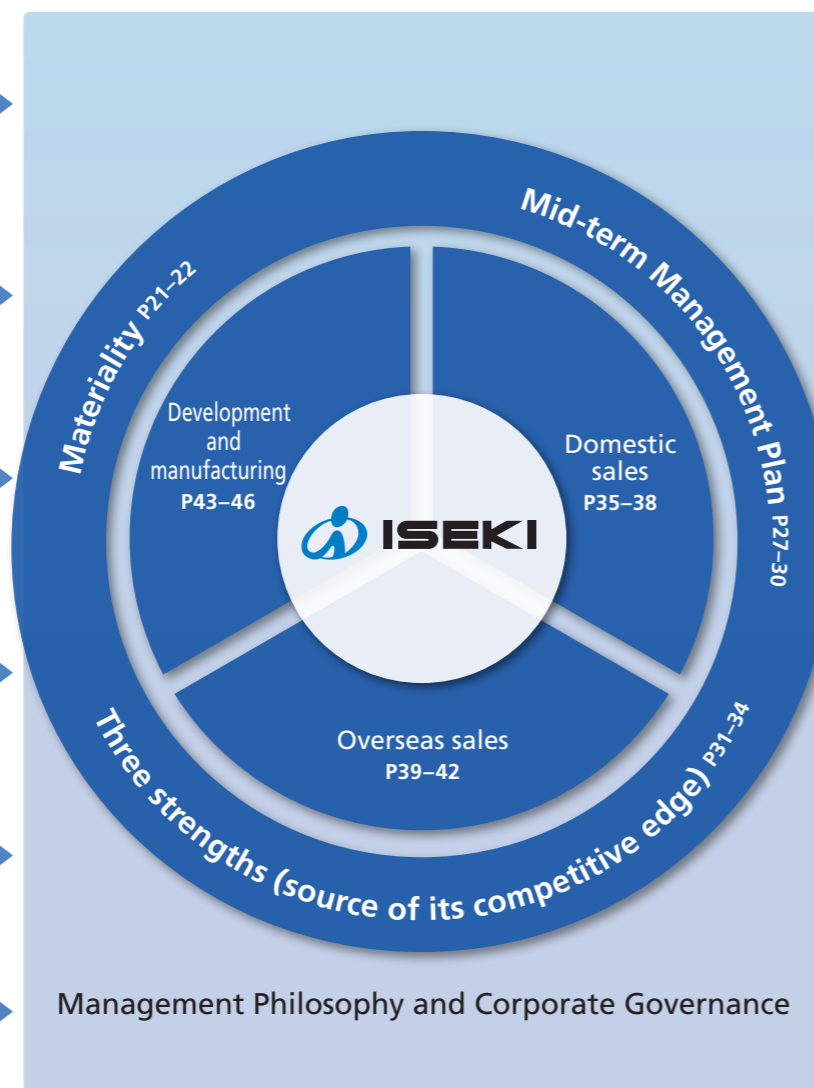 Materiality P21–22
Mid-term Management Plan P27–30
Development
and
manufacturing
P43–46
Domestic
sales
P35–38
ISEKI
Overseas sales
P39–42
Three strengths (source of its competitive edge) P31–34
Management Philosophy and Corporate Governance